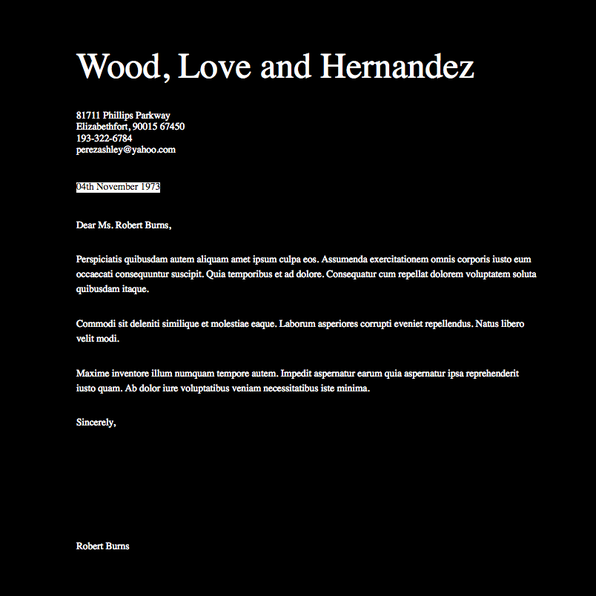 Wood, Love and Hernandez
81711 Phillips Parkway
Elizabethfort, 90015 67450
193-322-6784
perezashley@yahoo.com
04th November 1973
Dear Ms. Robert Burns,
Perspiciatis quibusdam autem aliquam amet ipsum culpa eos. Assumenda exercitationem omnis corporis iusto eum
occaecati consequuntur suscipit. Quia temporibus et ad dolore. Consequatur cum repellat dolorem voluptatem soluta
quibusdam itaque.
Commodi sit deleniti similique et molestiae eaque. Laborum asperiores corrupti eveniet repellendus. Natus libero
velit modi.
Maxime inventore illum numquam tempore autem. Impedit aspernatur earum quia aspernatur ipsa reprehenderit
iusto quam. Ab dolor iure voluptatibus veniam necessitatibus iste minima.
Sincerely,
Robert Burns